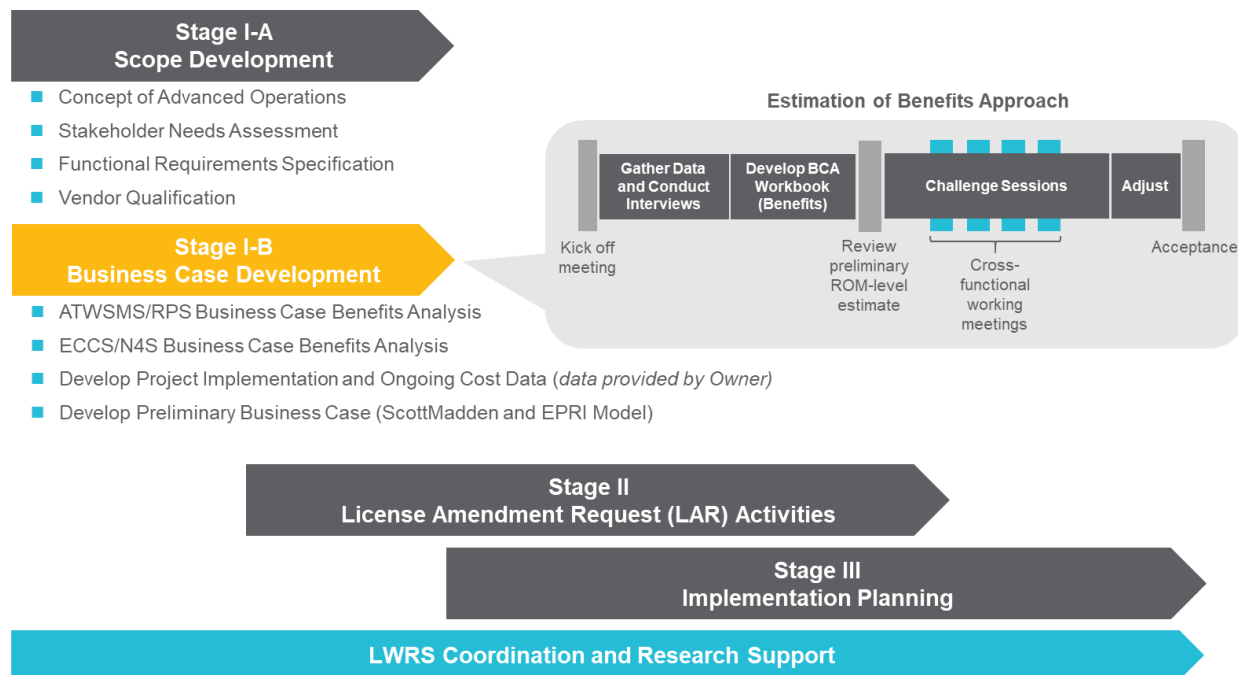 Stage I-A
Scope Development
Concept of Advanced Operations
Stakeholder Needs Assessment
Functional Requirements Specification
Vendor Qualification
Stage I-B
Business Case Development
ATWSMS/RPS Business Case Benefits Analysis
ECCS/N4S Business Case Benefits Analysis
Develop Project Implementation and Ongoing Cost Data (data provided by Owner)
Develop Preliminary Business Case (ScottMadden and EPRI Model)
Estimation of Benefits Approach
Gather Data
and Conduct
Interviews
Develop BCA
Workbook
(Benefits)
Challenge Sessions
Adjust
Kick off
meeting
Review
preliminary
ROM-level
estimate
Cross-
functional
working
meetings
Acceptance
Stage II
License Amendment Request (LAR) Activities
Stage III
Implementation Planning
LWRS Coordination and Research Support